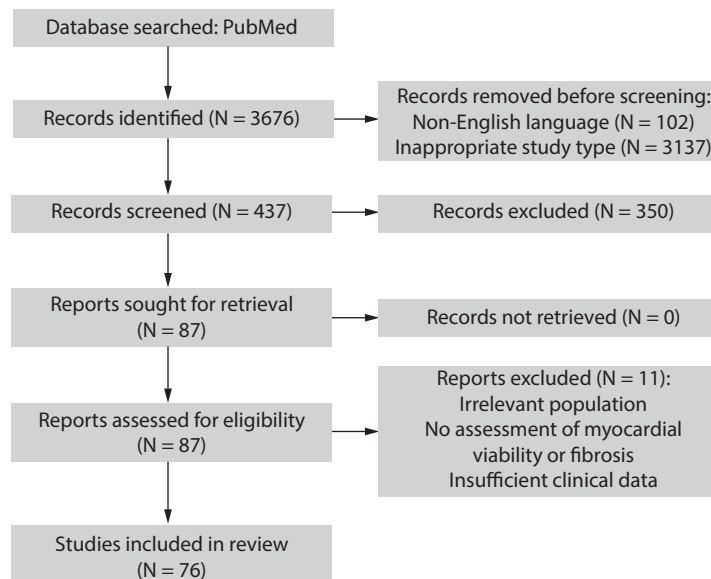 Database searched: PubMed
Records identified (N = 3676)
Records removed before screening:
Non-English language (N = 102)
Inappropriate study type (N = 3137)
Records screened (N = 437)
Records excluded (N = 350)
Reports sought for retrieval
(N = 87)
Records not retrieved (N = 0)
Reports assessed for eligibility
(N = 87)
Reports excluded (N = 11):
Irrelevant population
No assessment of myocardial
viability or fibrosis
Insufficient clinical data
Studies included in review
(N = 76)